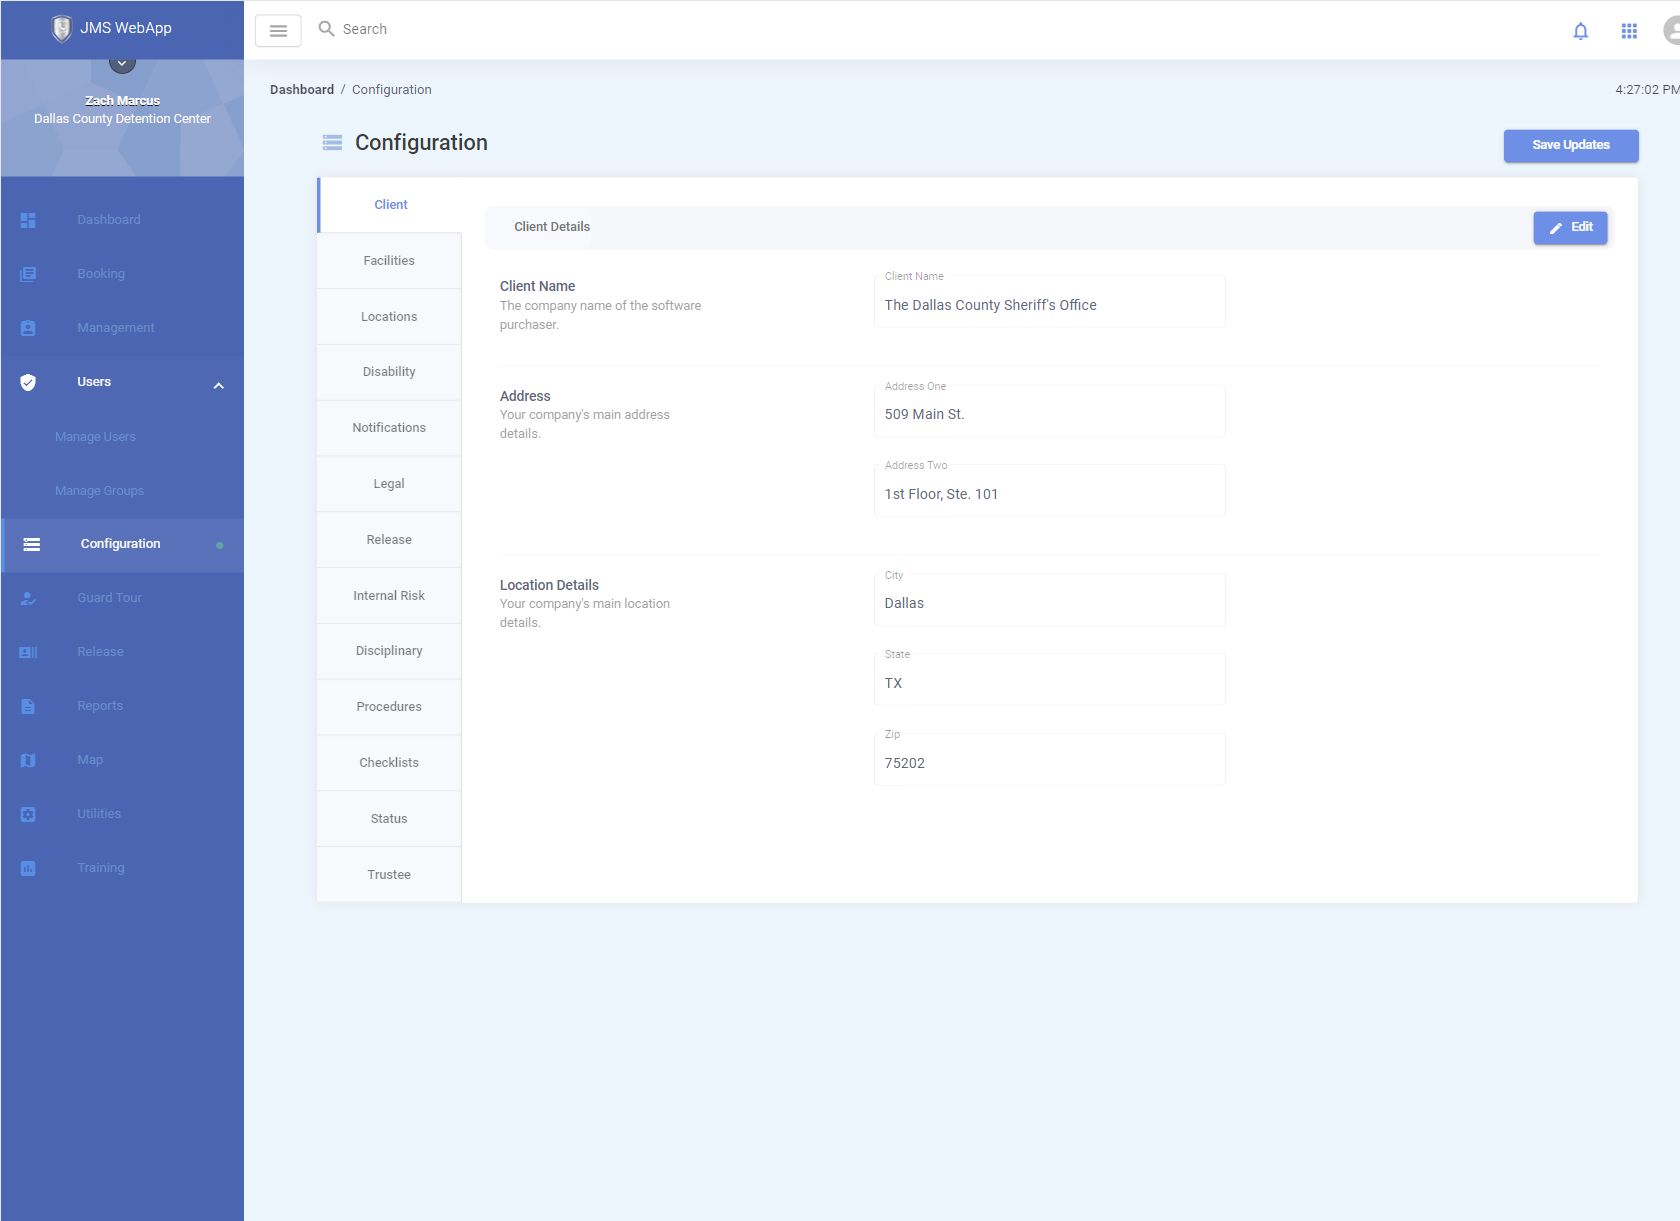 JMS WebApp
Search
Zach Marcus
Dallas County Detention Center
Dashboard
Booking
Management
Users
Manage Users
Manage Groups
Configuration
Guard Tour
Release
Reports
Map
Utilities
Training
Dashboard / Configuration
4:27:02 PM
Configuration
Save Updates
Client
Facilities
Locations
Disability
Notifications
Legal
Release
Internal Risk
Disciplinary
Procedures
Checklists
Status
Trustee
Client Details
Edit
Client Name
The company name of the software
purchaser.
Client Name
The Dallas County Sheriff's Office
Address
Your company's main address
details.
Address One
509 Main St.
Address Two
1st Floor, Ste. 101
Location Details
Your company's main location
details.
City
Dallas
State
TX
Zip
75202